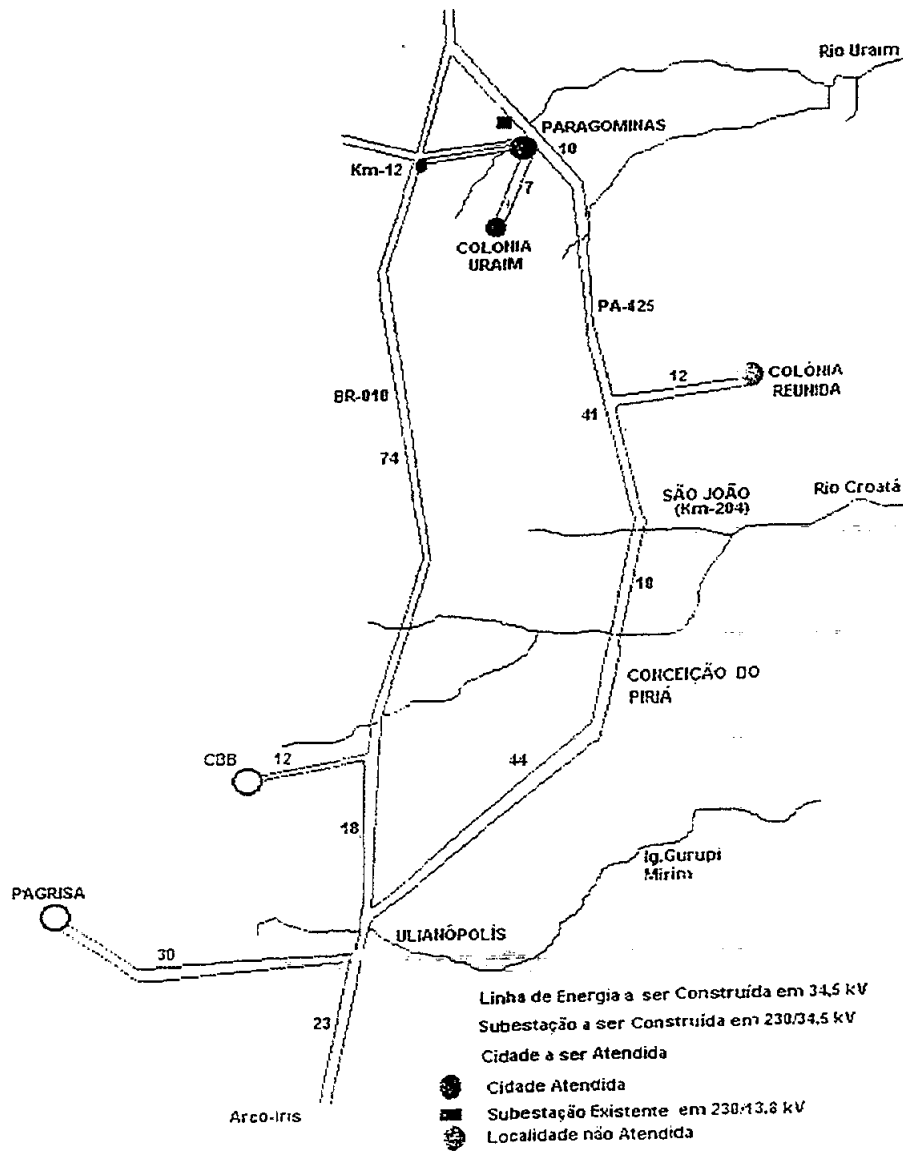 Rio Uraim
PARAGOMINAS
10
Km-12
7
COLONIA
URAIM
PA-125
BR-010
12
COLÓNIA
REUNIDA
41
74
SÃO JOÃO
(Km-204)
Rio Croatá
18
CONCEIÇÃO DO
PIRIÁ
CBB
12
44
18
Ig.Gurupi
Mirim
PAGRISA
ULIANÓPOLIS
30
23
Linha de Energia a ser Construída em 34,5 kV
Subestação a ser Construída em 230/34,5 kV
Cidade a ser Atendida
Cidade Atendida
Subestação Existente em 230/13.8 kV
Localidade não Atendida
Arco-Iris